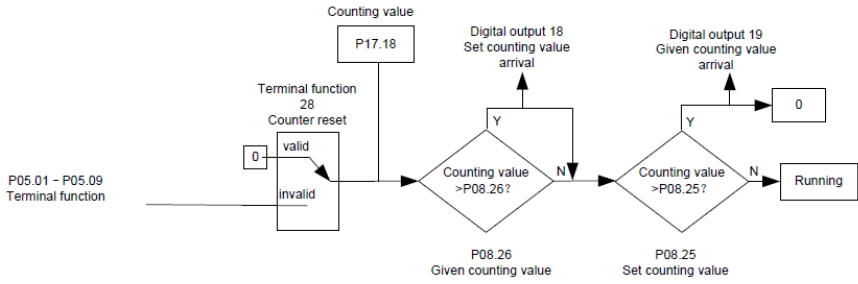 Counting value
P17.18
Digital output 18
Set counting value
arrival
Digital output 19
Given counting value
arrival
Terminal function
28
Counter reset
valid
0
invalid
P05.01 - P05.09
Terminal function
Y
Counting value
>P08.26?
N
Y
0
Counting value
>P08.25?
N
Running
P08.26
Given counting value
P08.25
Set counting value